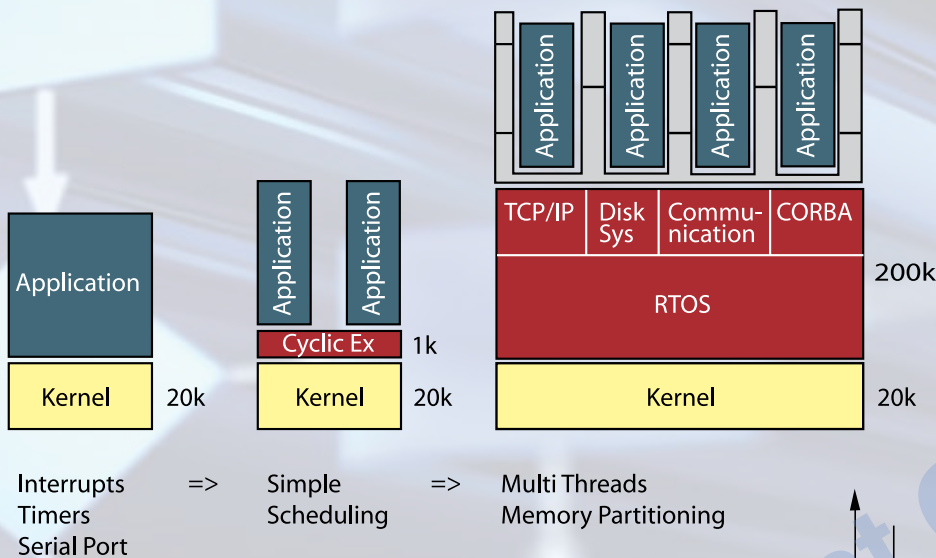 Application
Application
Application
Application
TCP/IP
Disk
Sys
Commu-
nication
CORBA
RTOS
200k
Kernel
20k
Application
Application
Cyclic Ex
1k
Kernel
20k
Application
Kernel
20k
Interrupts => Simple => Multi Threads
Timers Scheduling Memory Partitioning
Serial Port